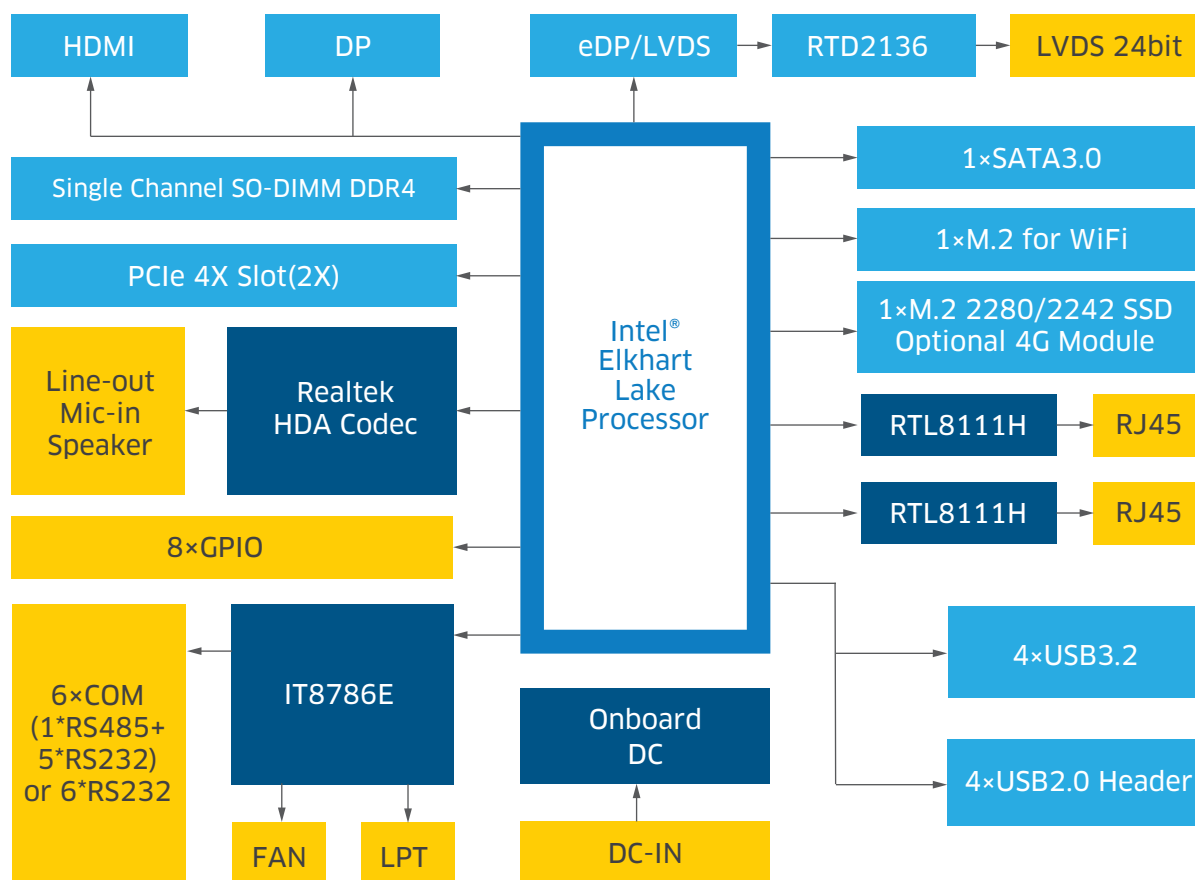 HDMI
DP
eDP/LVDS
RTD2136
LVDS 24bit
Single Channel SO-DIMM DDR4
PCIe 4X Slot(2X)
Line-out
Mic-in
Speaker
Realtek
HDA Codec
8×GPIO
6×COM
(1*RS485+
5*RS232)
or 6*RS232
IT8786E
FAN
LPT
Intel®
Elkhart
Lake
Processor
Onboard
DC
DC-IN
1×SATA3.0
1×M.2 for WiFi
1×M.2 2280/2242 SSD
Optional 4G Module
RTL8111H
RJ45
RTL8111H
RJ45
4×USB3.2
4×USB2.0 Header